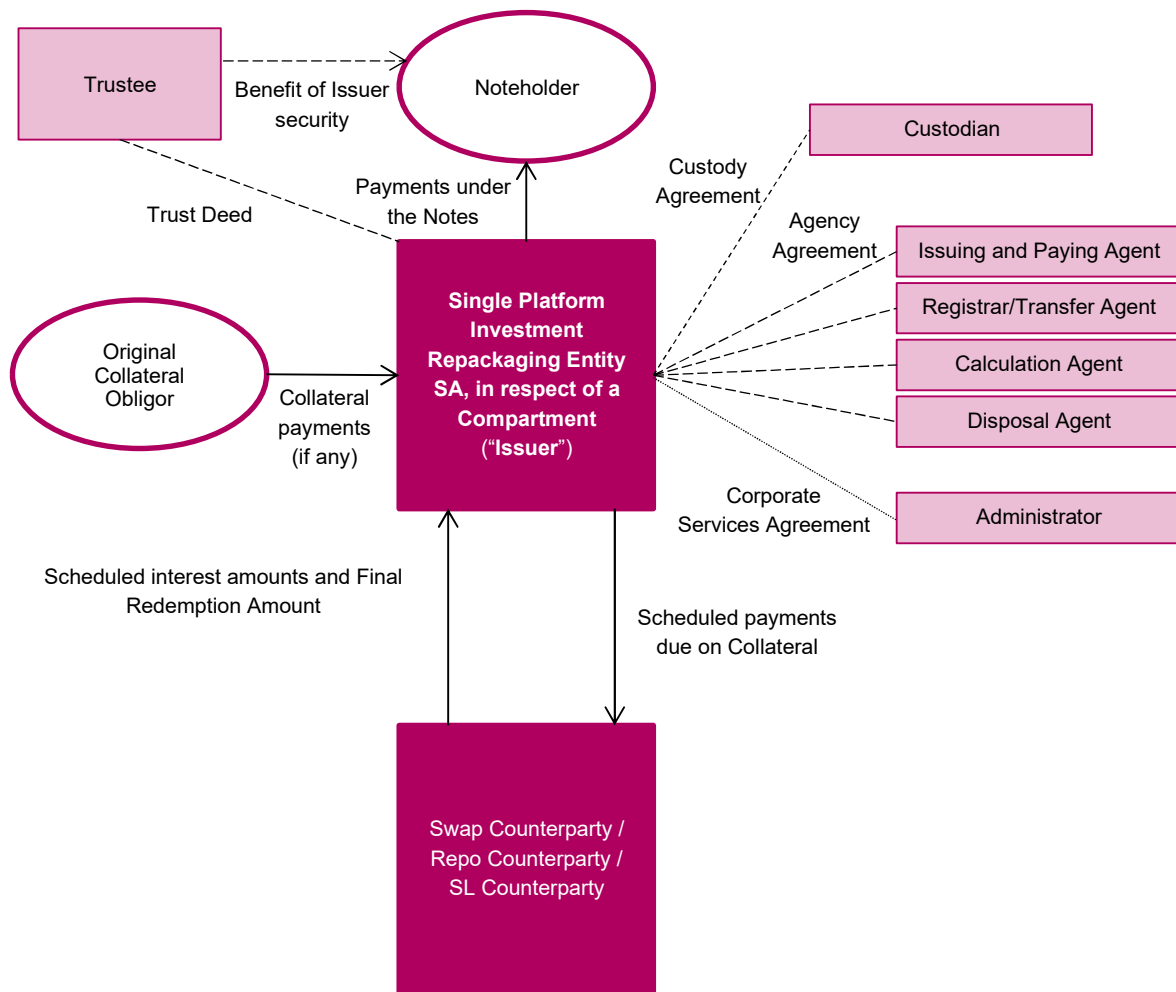 Trustee
Benefit of Issuer
security
Noteholder
Custodian
Custody
Agreement
Trust Deed
Payments under
the Notes
Agency
Agreement
Issuing and Paying Agent
Registrar/Transfer Agent
Calculation Agent
Disposal Agent
Administrator
Corporate
Services Agreement
Single Platform
Investment
Repackaging Entity
SA, in respect of a
Compartment
(“Issuer”)
Original
Collateral
Obligor
Collateral
payments
(if any)
Scheduled interest amounts and Final
Redemption Amount
Scheduled payments
due on Collateral
Swap Counterparty /
Repo Counterparty /
SL Counterparty